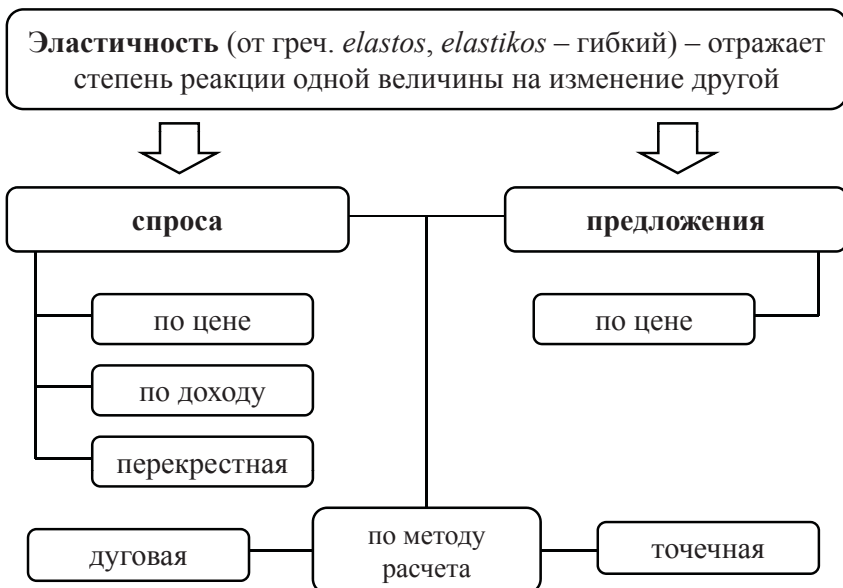 Эластичность (от греч. elastos, elastikos – гибкий) – отражает
степень реакции одной величины на изменение другой
спроса
предложения
по цене
по цене
по доходу
перекрестная
дуговая
по методу
расчета
точечная